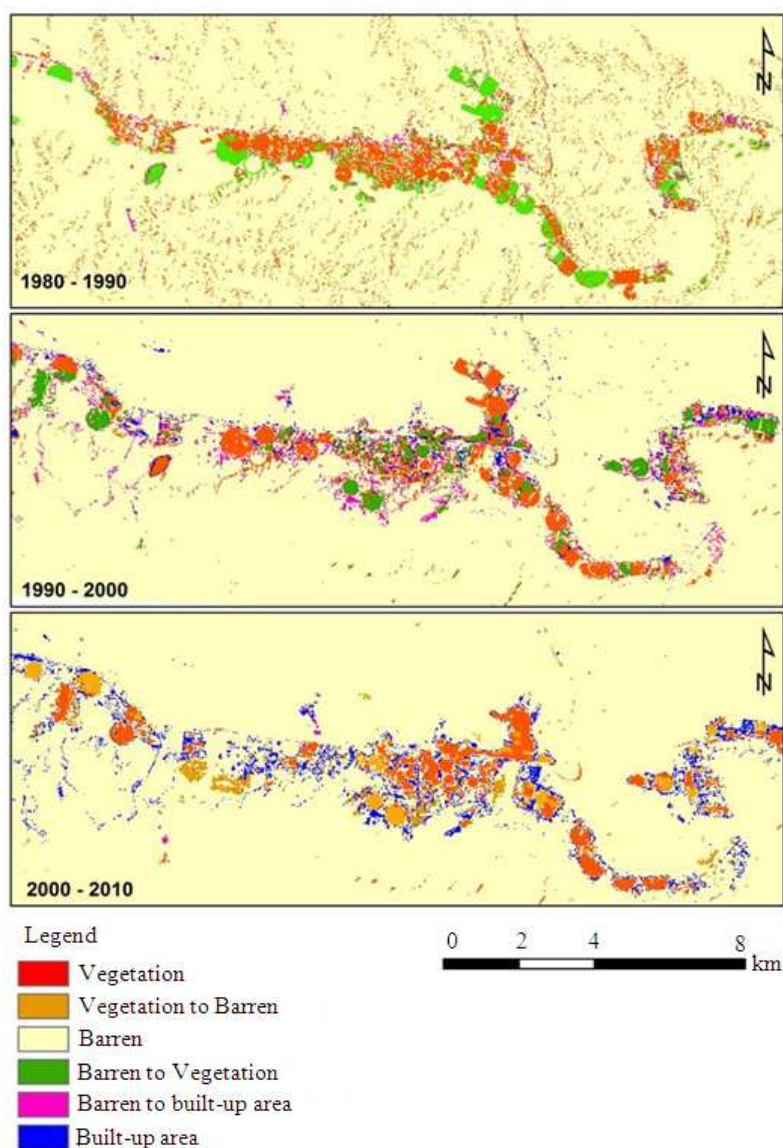 N
1980 - 1990
N
1990 - 2000
N
2000 - 2010
Legend
0 2 4 8 km
Vegetation
Vegetation to Barren
Barren
Barren to Vegetation
Barren to built-up area
Built-up area